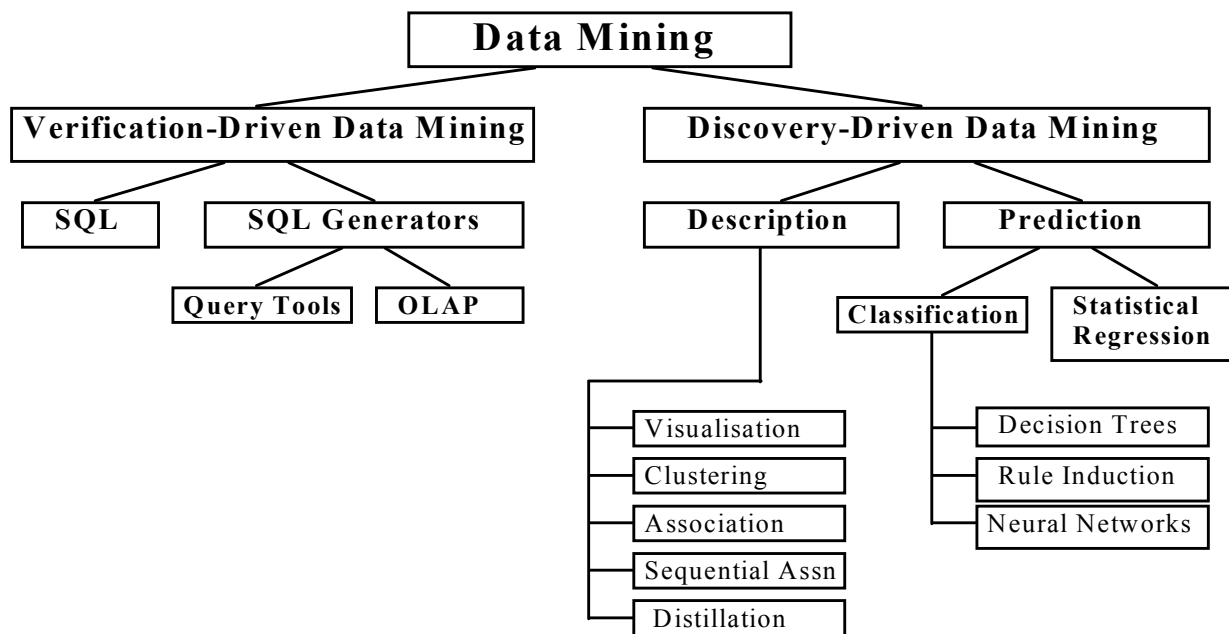 Data Mining
Verification-Driven Data Mining
Discovery-Driven Data Mining
SQL
SQL Generators
Description
Prediction
Query Tools
OLAP
Classification
Statistical
Regression
Visualisation
Clustering
Association
Sequential Assn
Distillation
Decision Trees
Rule Induction
Neural Networks